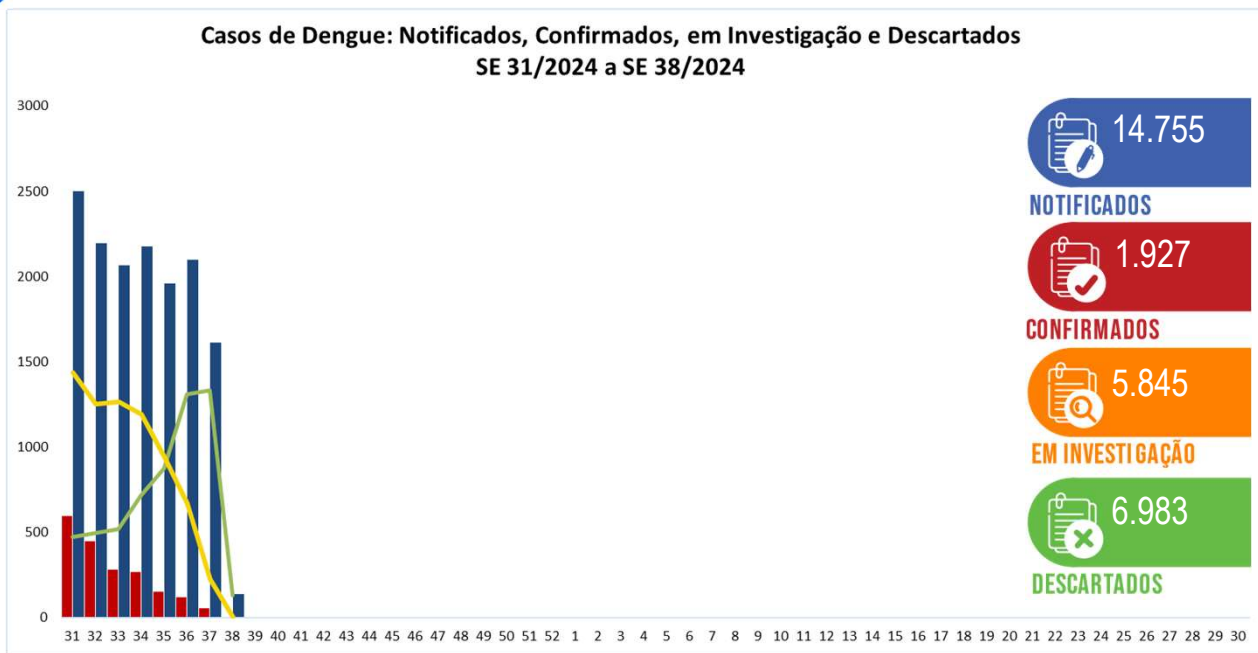 Casos de Dengue: Notificados, Confirmados, em Investigação e Descartados
SE 31/2024 a SE 38/2024
3000
2500
2000
1500
1000
500
0
31 32 33 34 35 36 37 38 39 40 41 42 43 44 45 46 47 48 49 50 51 52 1 2 3 4 5 6 7 8 9 10 11 12 13 14 15 16 17 18 19 20 21 22 23 24 25 26 27 28 29 30
14.755
NOTIFICADOS
1.927
CONFIRMADOS
5.845
EM INVESTIGAÇÃO
6.983
DESCARTADOS